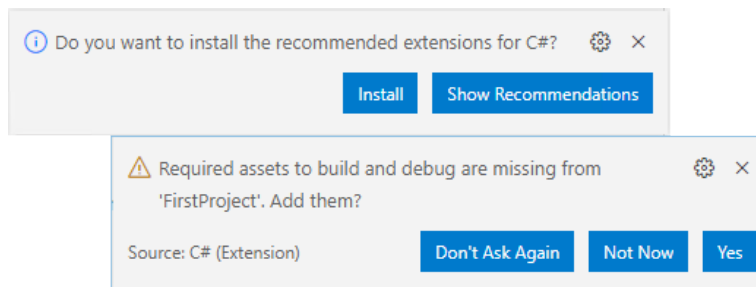 Do you want to install the recommended extensions for C#?
Install Show Recommendations
Required assets to build and debug are missing from
'FirstProject'. Add them?
Source: C# (Extension) Don't Ask Again Not Now Yes